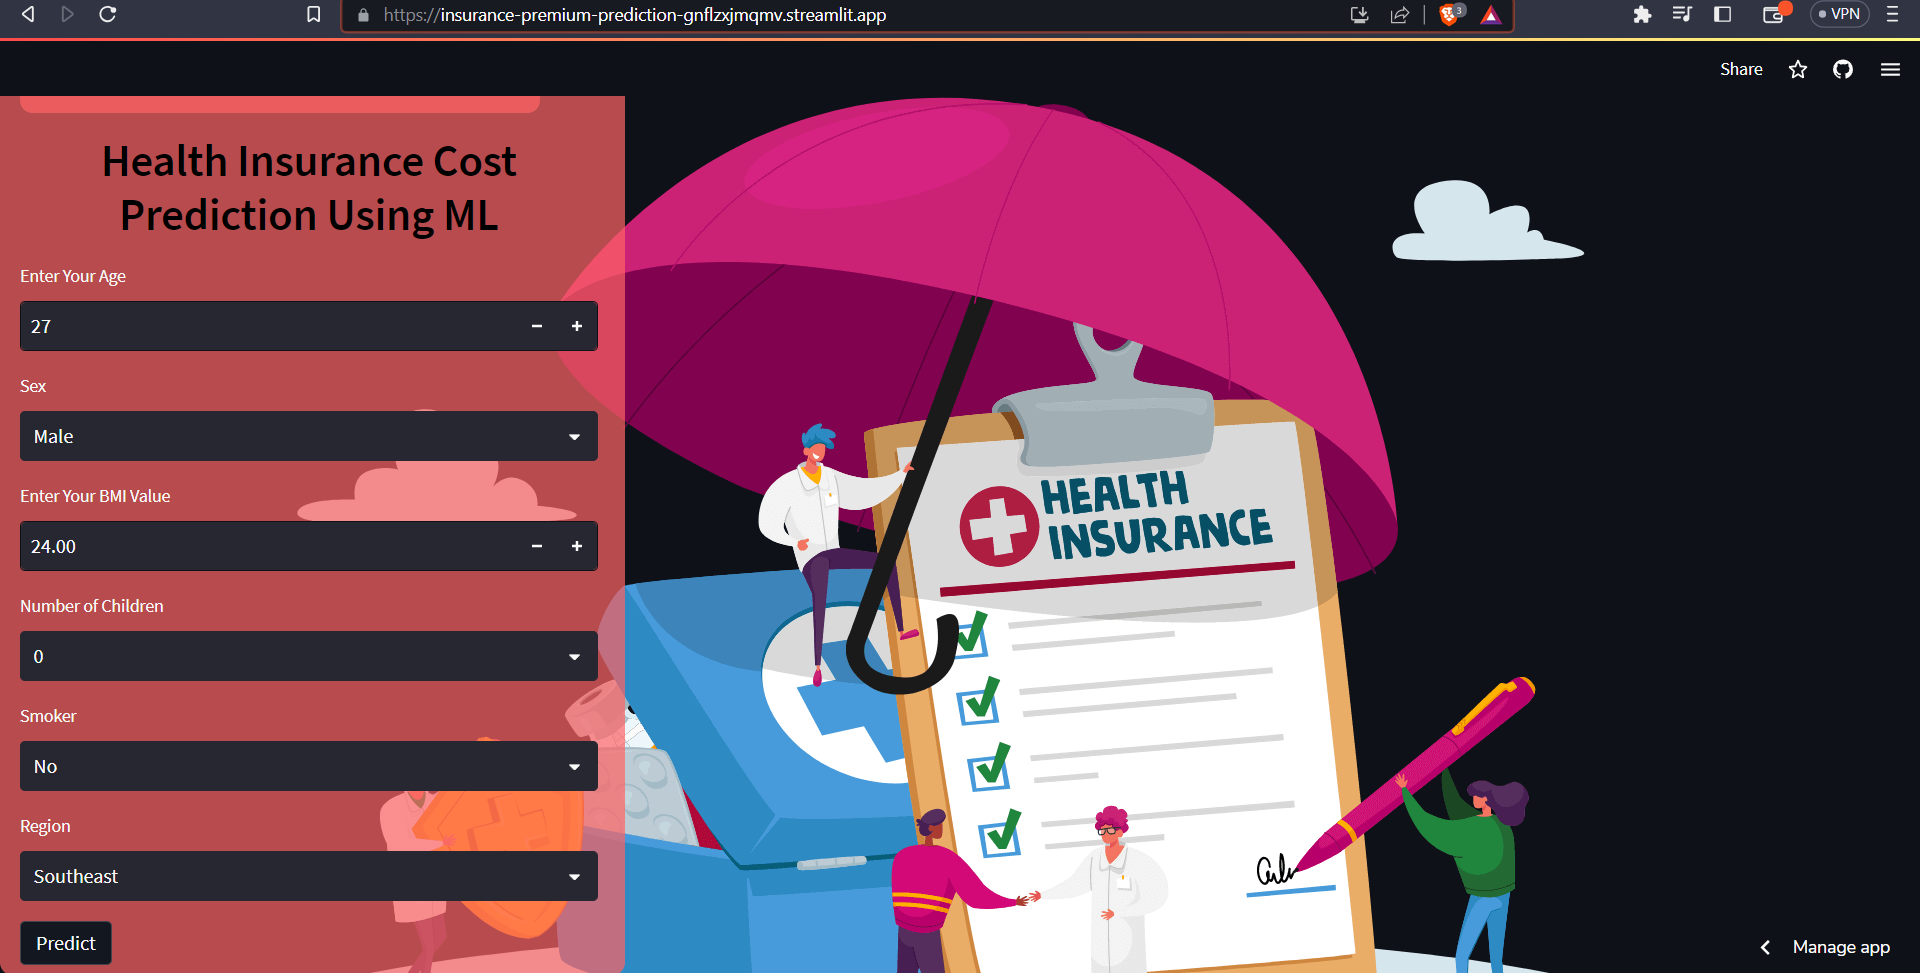 https://insurance-premium-prediction-gnflzxjmqmv.streamlit.app
3
VPN
Share
Health Insurance Cost
Prediction Using ML
Enter Your Age
27
Sex
Male
Enter Your BMI Value
24.00
Number of Children
0
Smoker
No
Region
Southeast
Predict
HEALTH
INSURANCE
Manage app